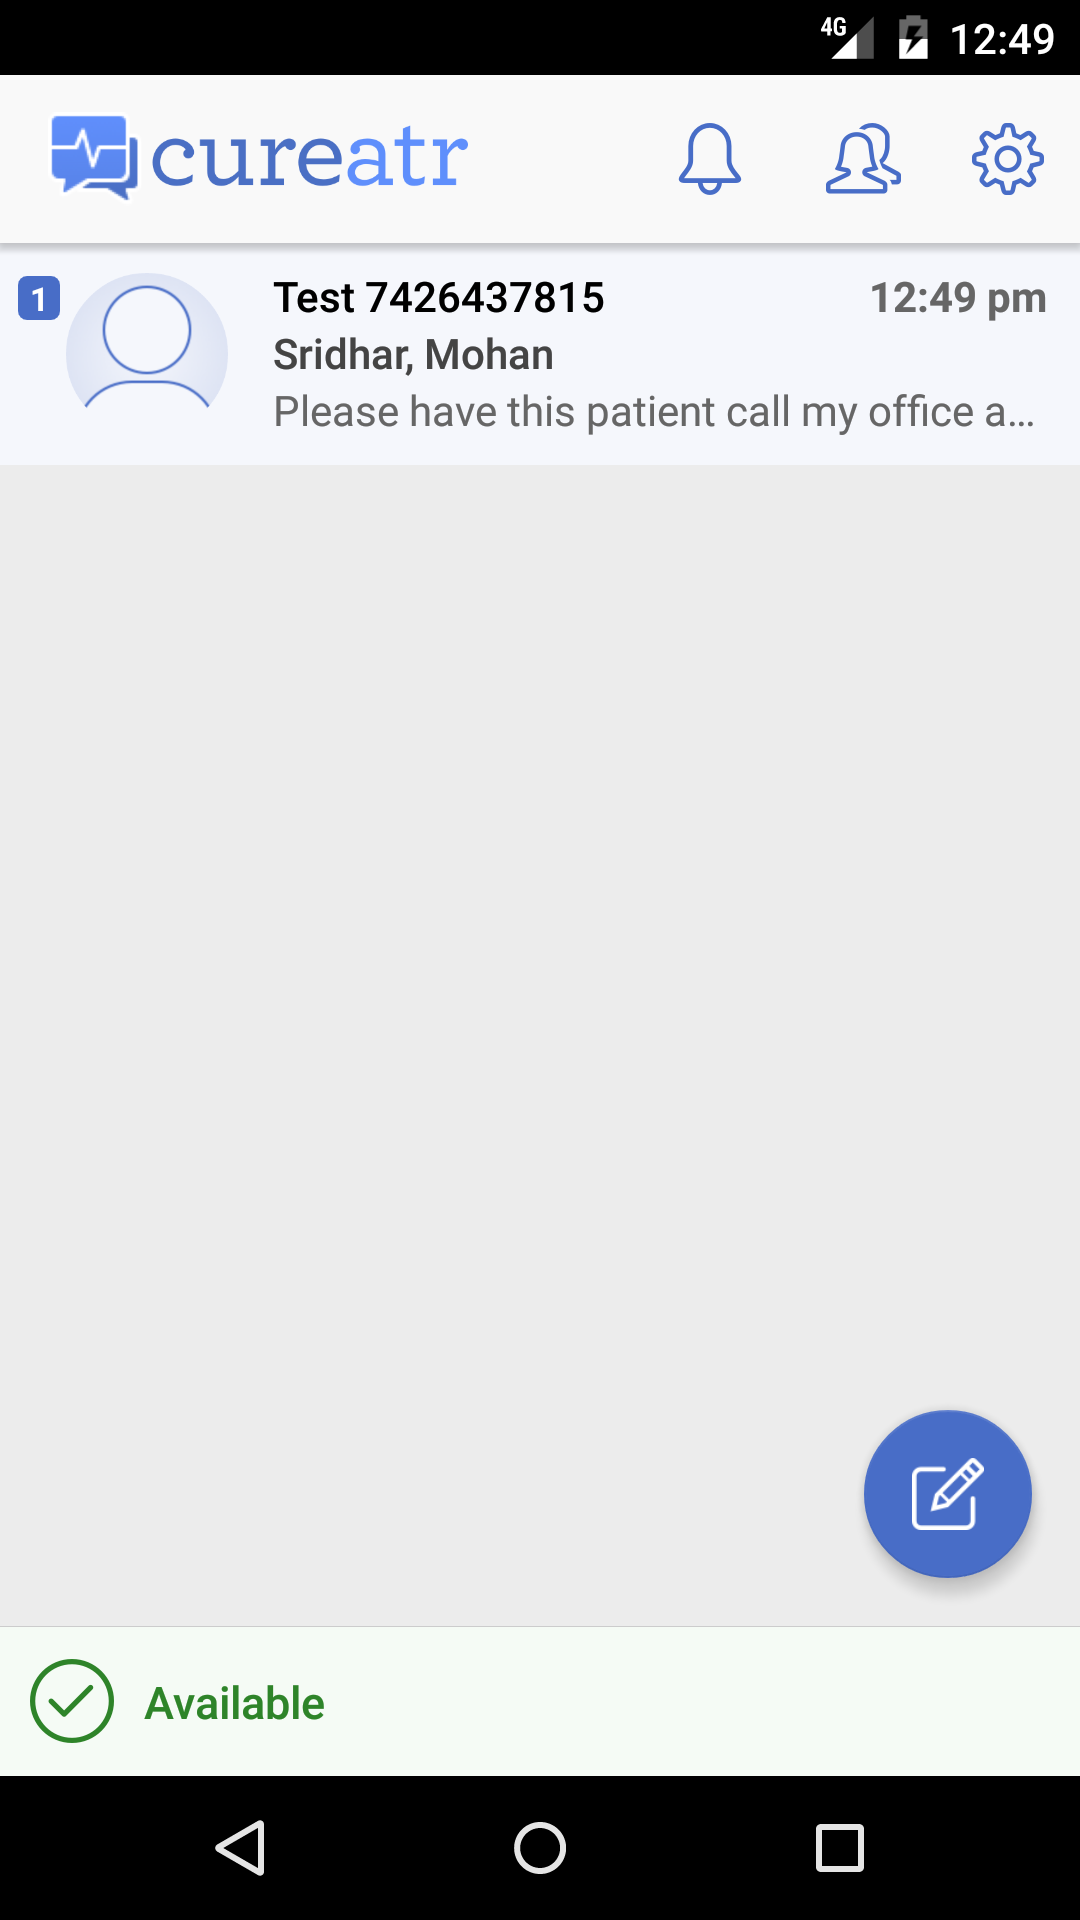 4G 12:49
cureatr
1 Test 7426437815 12:49 pm
Sridhar, Mohan
Please have this patient call my office a...
Available